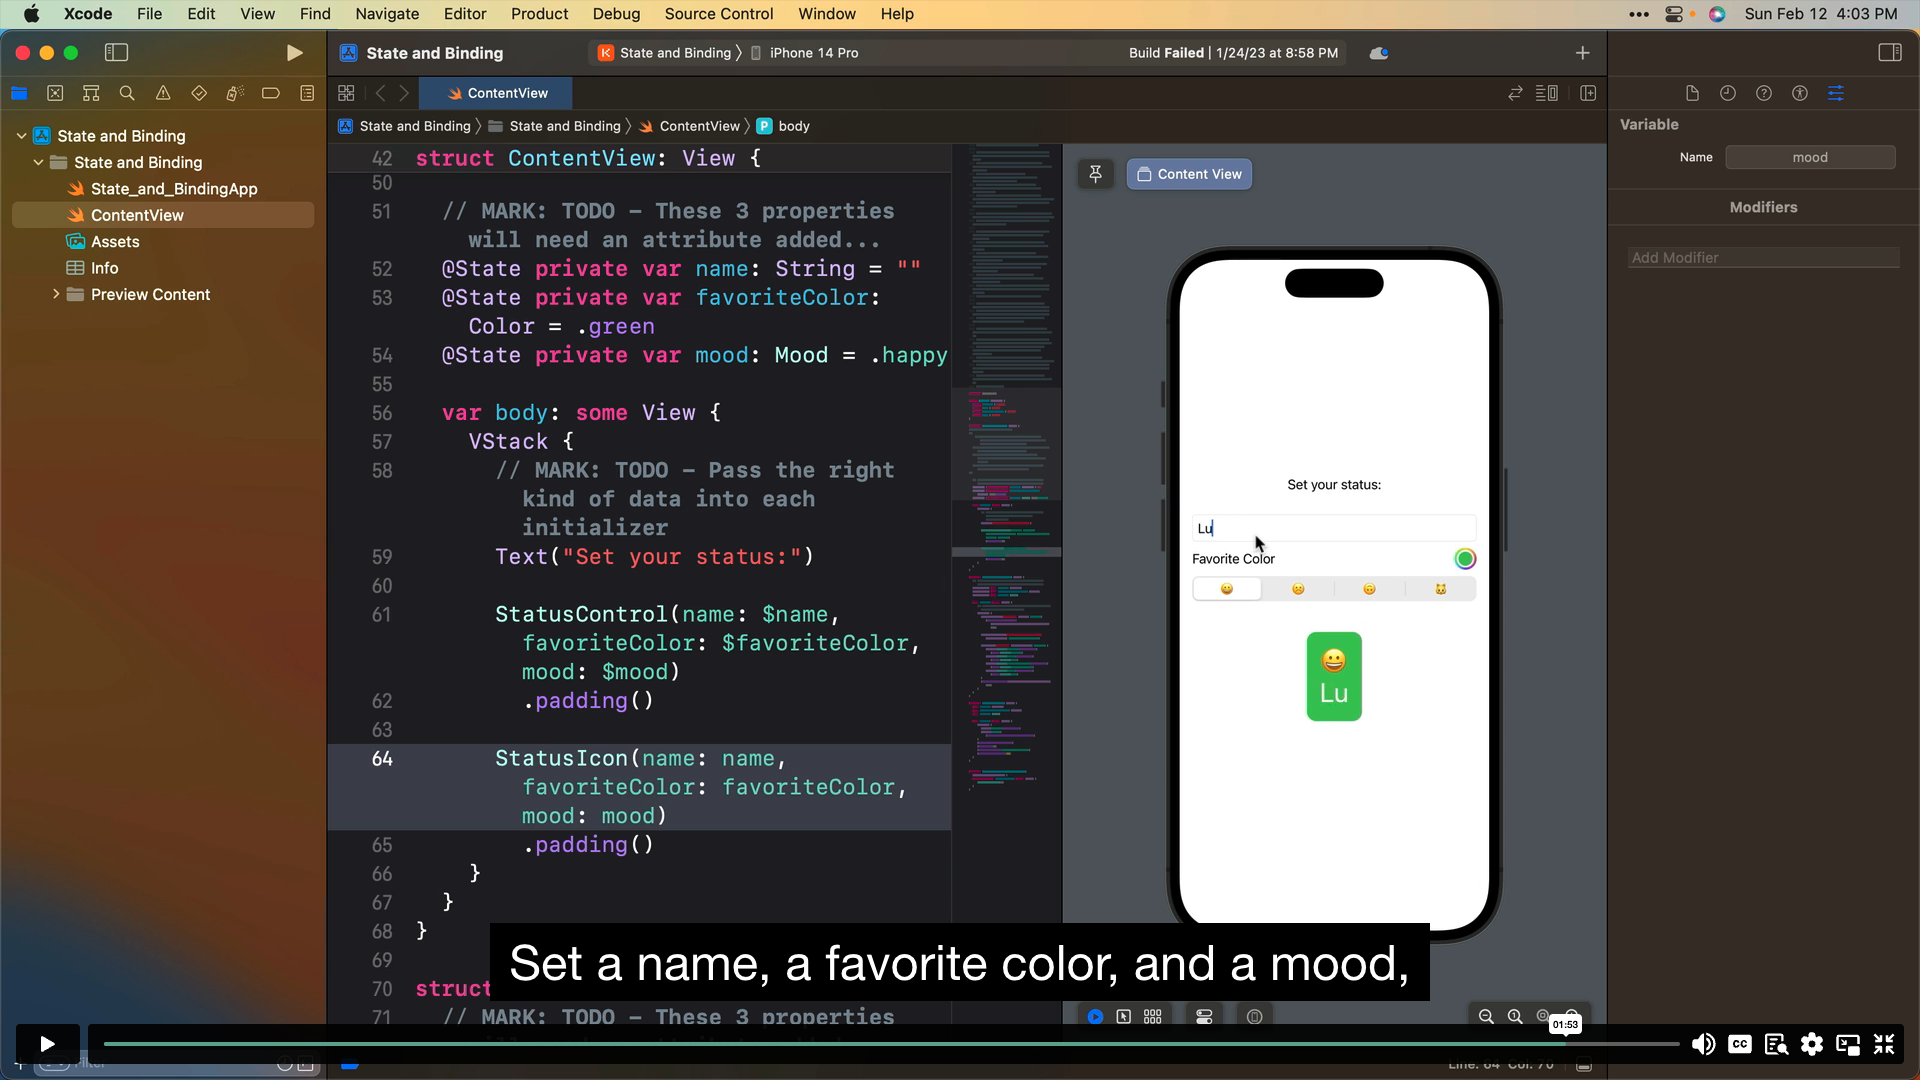 Xcode File Edit View Find Navigate Editor Product Debug Source Control Window Help
Sun Feb 12 4:03 PM
State and Binding
State and Binding 〉 iPhone 14 Pro
Build Failed | 1/24/23 at 8:58 PM
ContentView
State and Binding 〉 State and Binding 〉 ContentView 〉 P body
State and Binding
State and Binding
State_and_BindingApp
ContentView
Assets
Info
Preview Content
42 struct ContentView: View {
50
51 // MARK: TODO – These 3 properties
will need an attribute added...
52 @State private var name: String = ""
53 @State private var favoriteColor:
Color = .green
54 @State private var mood: Mood = .happy
55
56 var body: some View {
57 VStack {
58 // MARK: TODO – Pass the right
kind of data into each
initializer
59 Text("Set your status:")
60
61 StatusControl(name: $name,
favoriteColor: $favoriteColor,
mood: $mood)
62 .padding()
63
64 StatusIcon(name: name,
favoriteColor: favoriteColor,
mood: mood)
65 .padding()
66 }
67 }
68 }
69
70 struct
71 // MARK: TODO – These 3 properties
Content View
Set your status:
Lu
Favorite Color
Lu
Variable
Name mood
Modifiers
Add Modifier
Set a name, a favorite color, and a mood,
01:53
CC
Filter
Line: 64 Col: 70